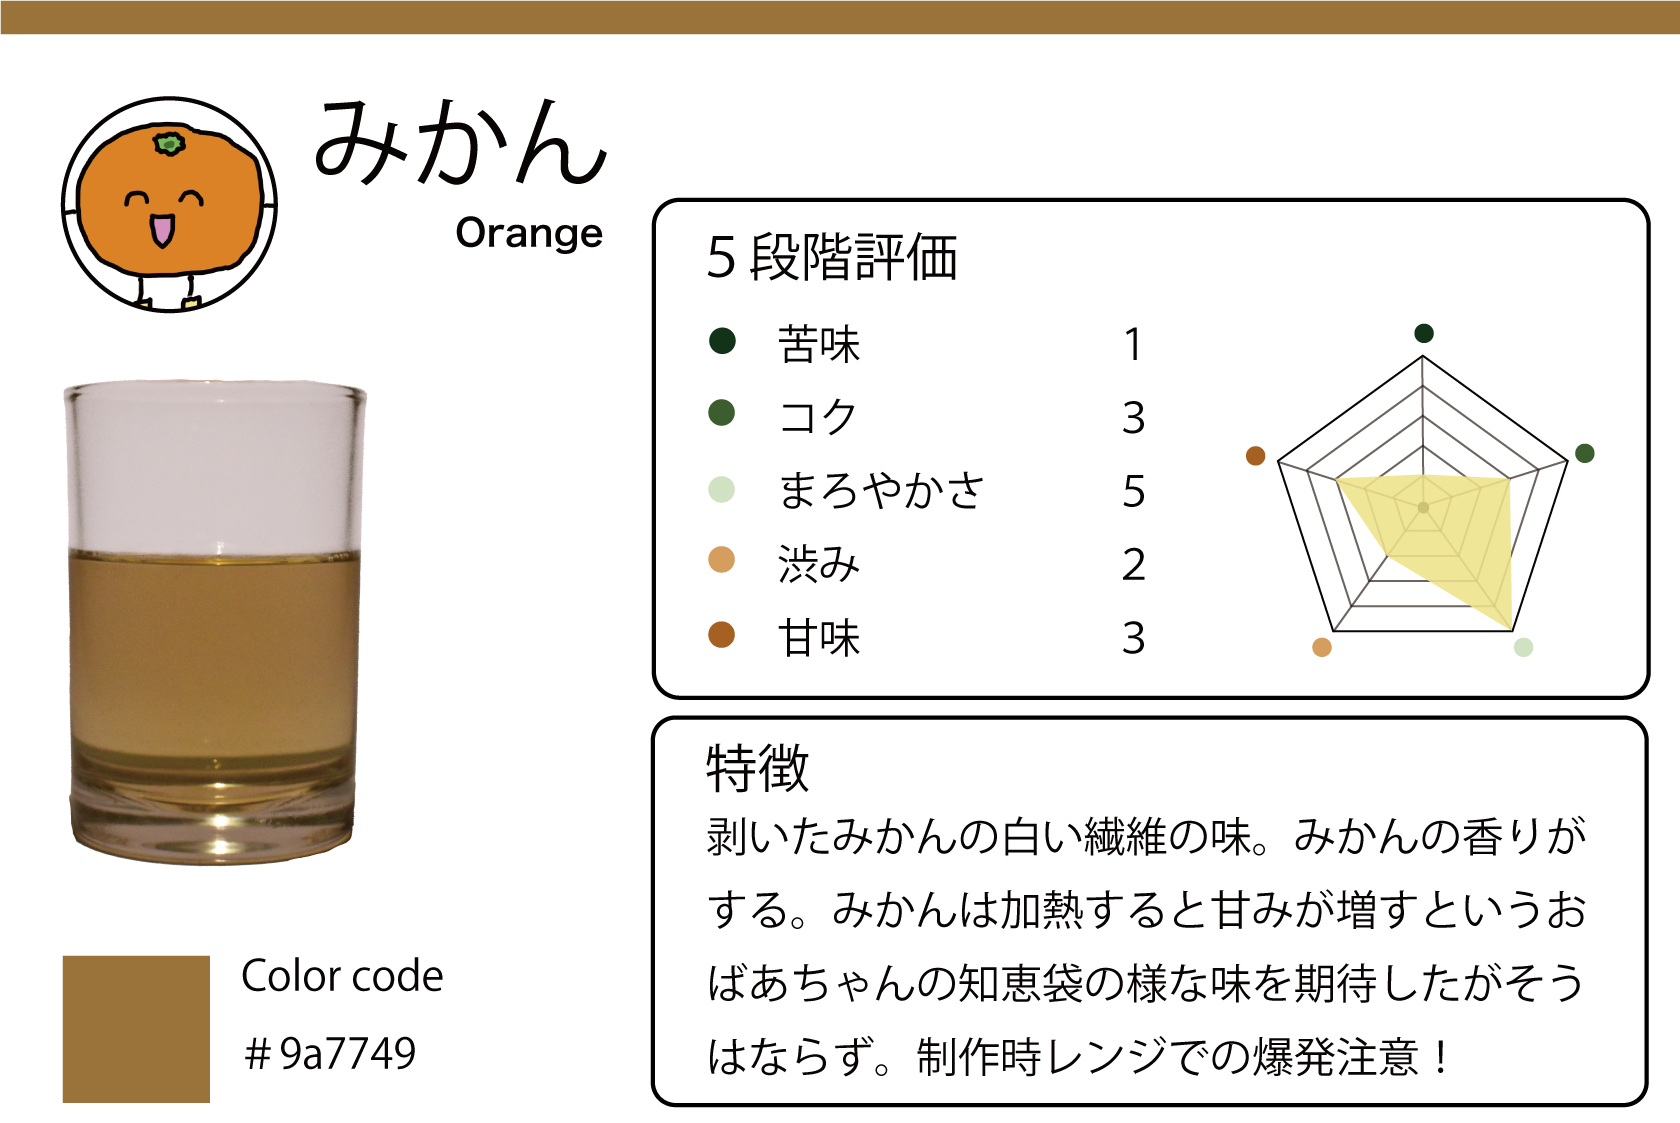 みかん
Orange
5 段階評価
苦味 1
コク 3
まろやかさ 5
渋み 2
甘味 3
特徴
剥いたみかんの白い繊維の味。みかんの香りが
する。みかんは加熱すると甘みが増すというお
ばあちゃんの知恵袋の様な味を期待したがそう
はならず。制作時レンジでの爆発注意！
Color code
＃9a7749